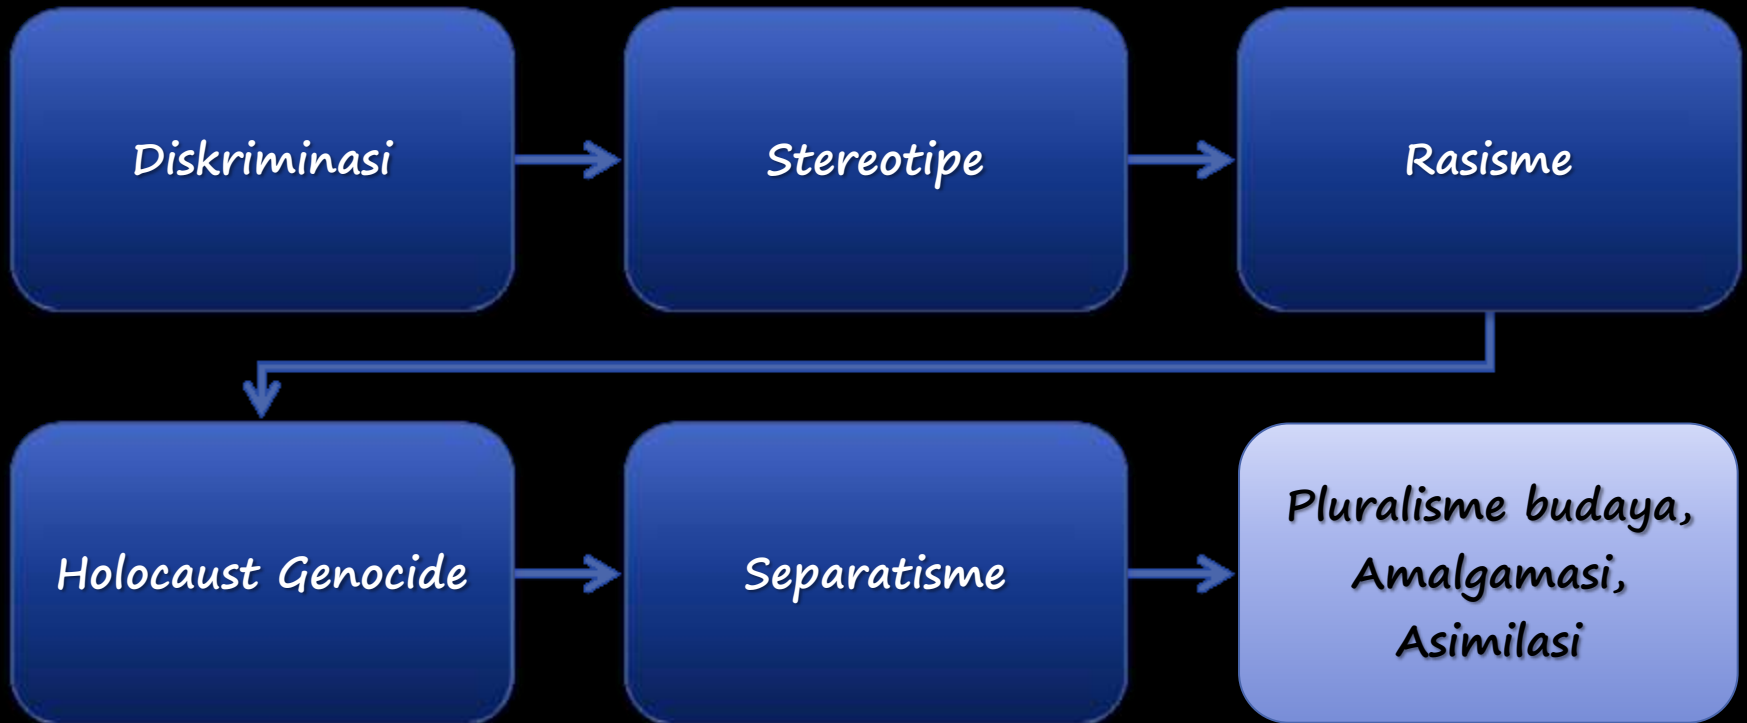 Diskriminasi
Stereotipe
Rasisme
Holocaust Genocide
Separatisme
Pluralisme budaya,
Amalgamasi,
Asimilasi